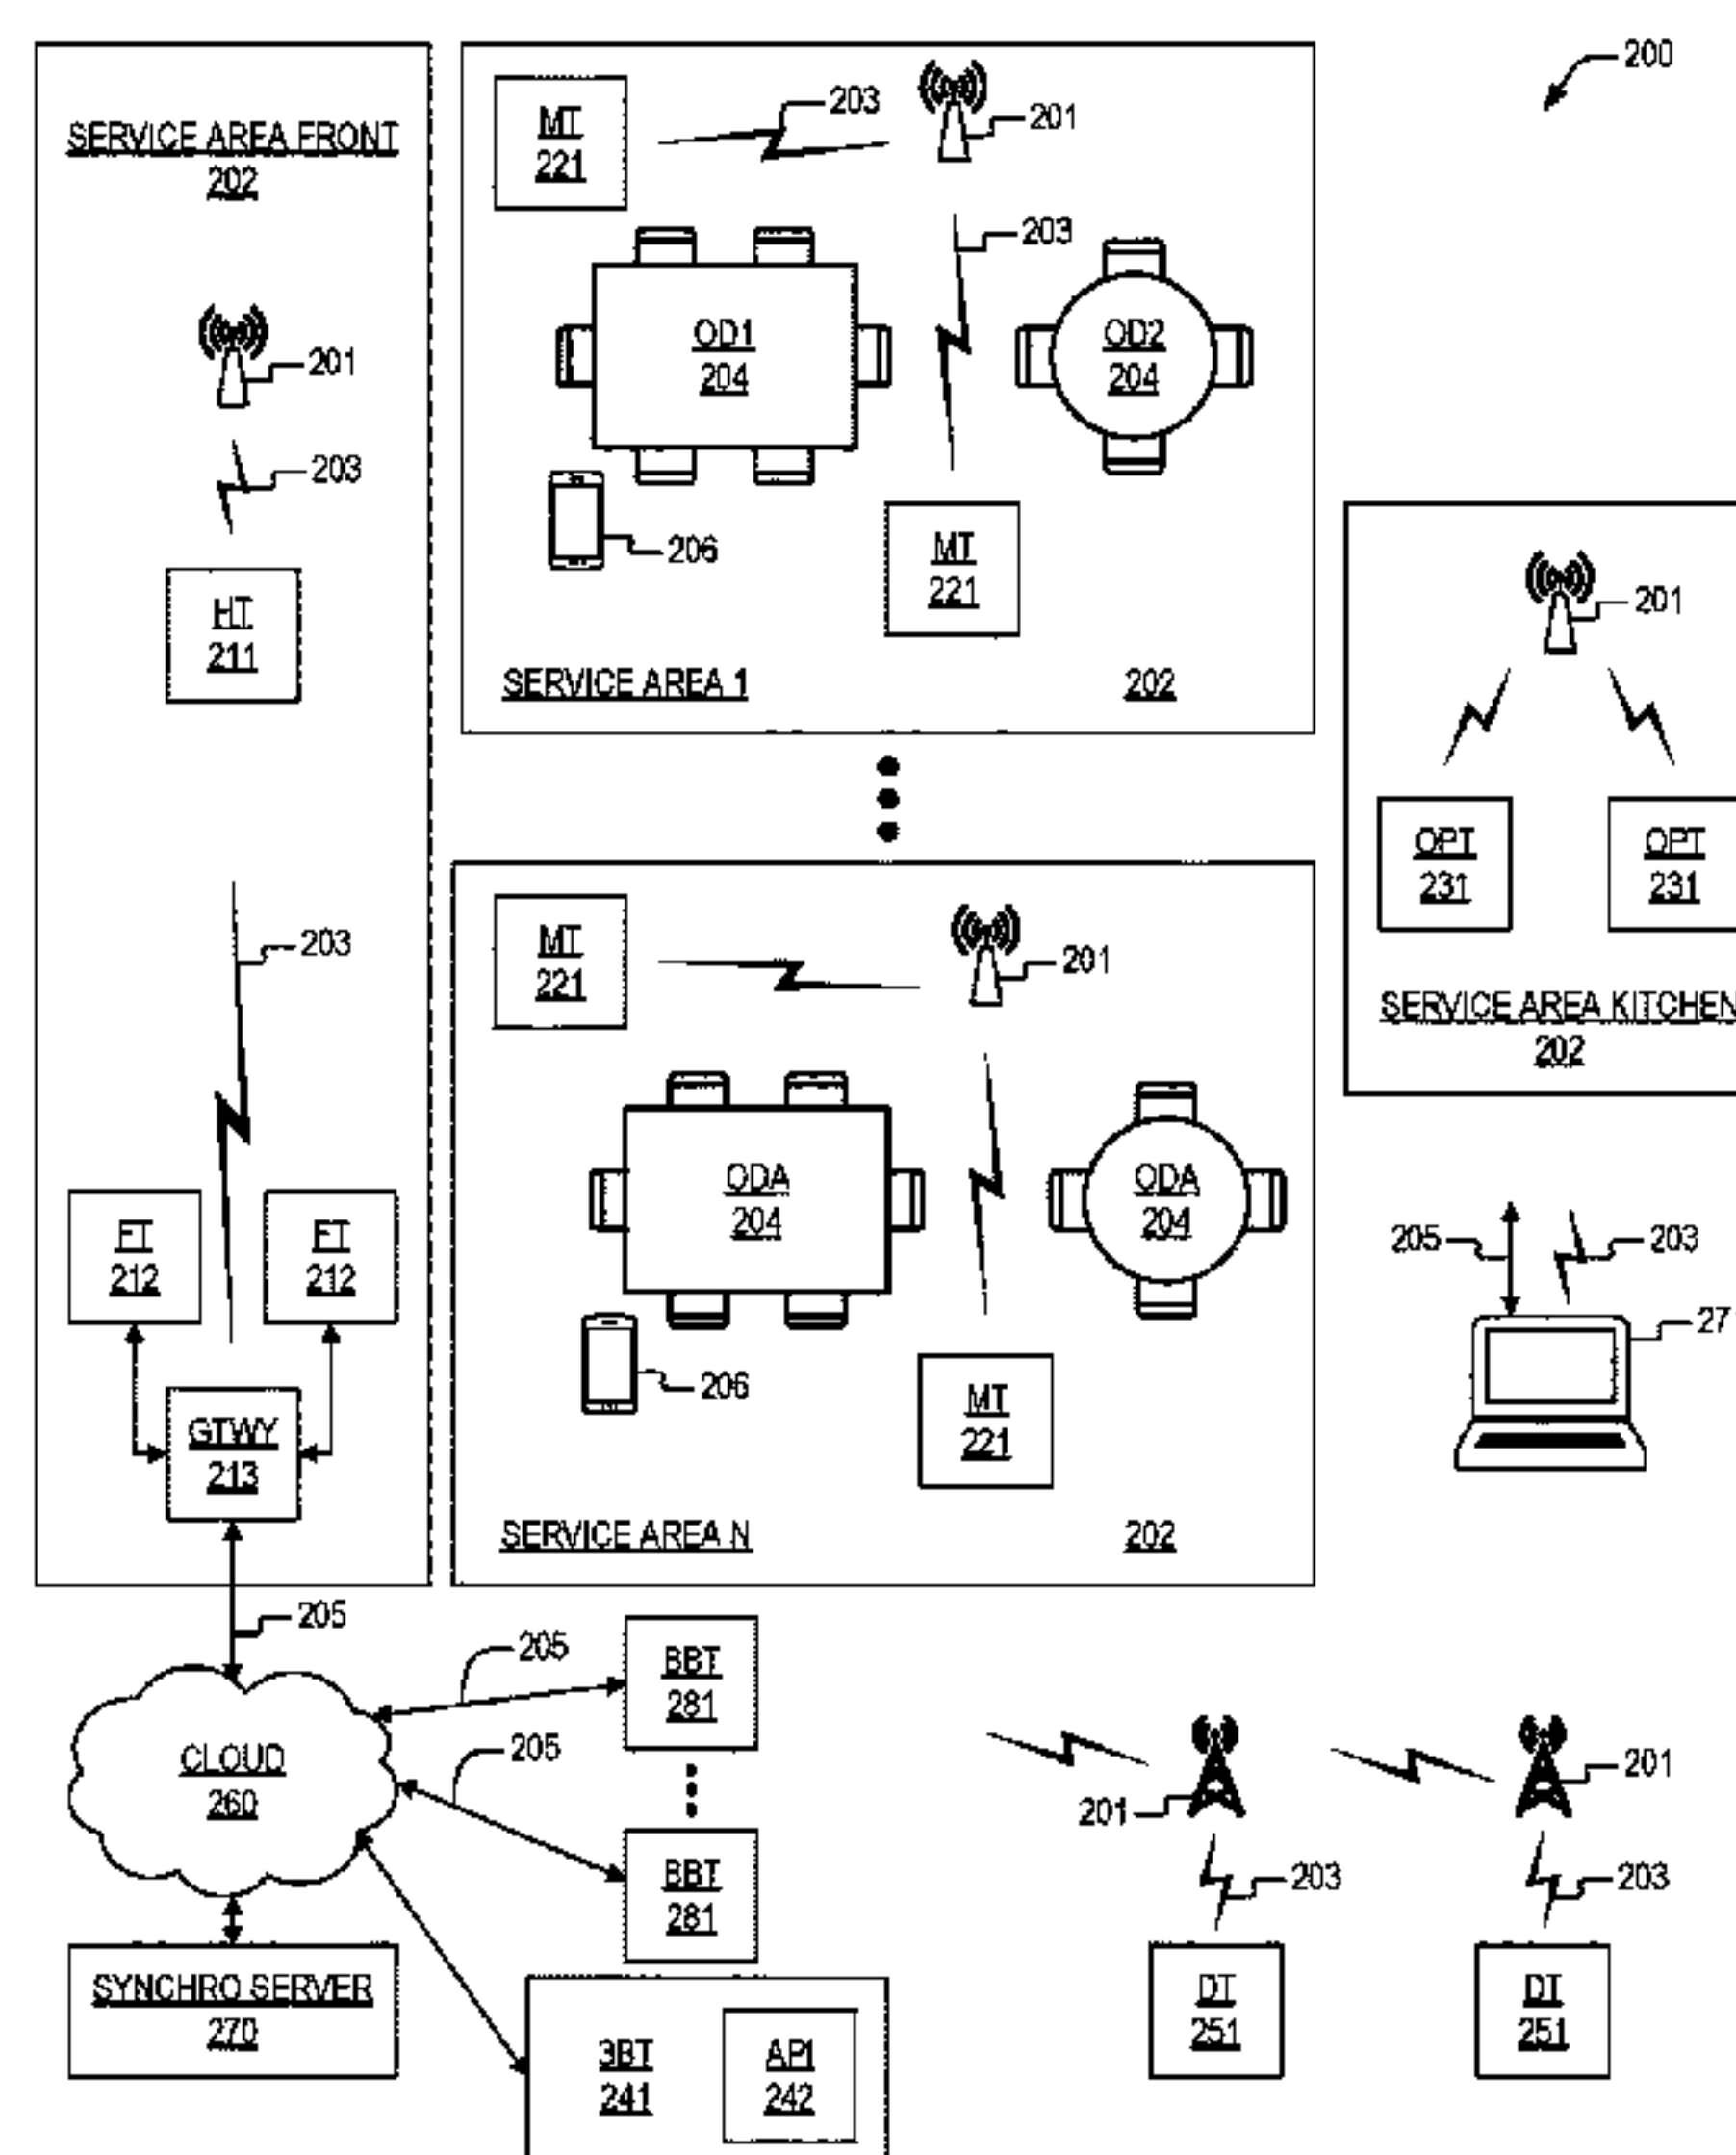 200
SERVICE AREA FRONT
202
201
203
HT
211
203
FT
212
FT
212
GTWY
213
205
MT
221
203
201
203
OD1
204
OD2
204
206
MT
221
SERVICE AREA 1
202
MT
221
201
ODA
204
ODA
204
206
MT
221
SERVICE AREA N
202
201
OPT
231
OPT
231
SERVICE AREA KITCHEN
202
205
203
27
CLOUD
260
205
205
BBT
281
BBT
281
SYNCHRO SERVER
270
3BT
241
API
242
201
203
DT
251
201
203
DT
251